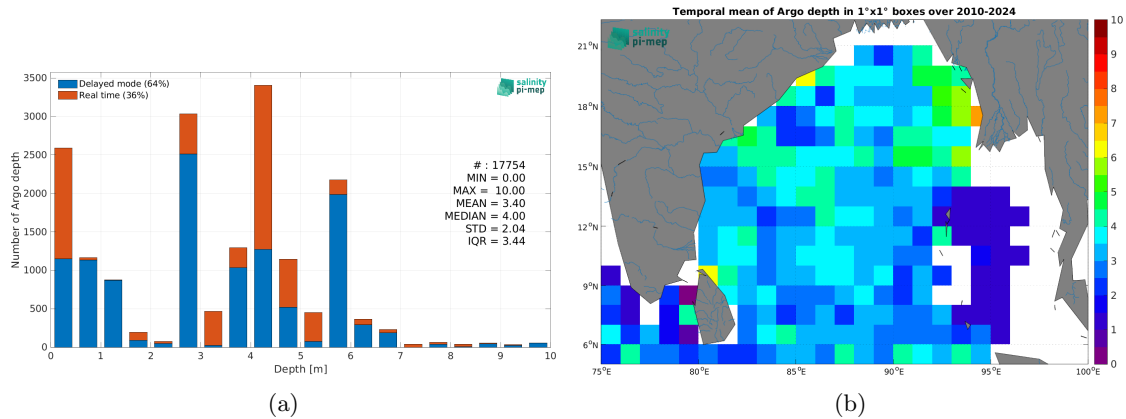 Temporal mean of Argo depth in 1°x1° boxes over 2010-2024
Delayed mode (64%)
Real time (36%)
salinity
pi-mep
# : 17754
MIN = 0.00
MAX = 10.00
MEAN = 3.40
MEDIAN = 4.00
STD = 2.04
IQR = 3.44
Number of Argo depth
3500
3000
2500
2000
1500
1000
500
0
0 1 2 3 4 5 6 7 8 9 10
Depth [m]
(a)
salinity
pi-mep
21°N
18°N
15°N
12°N
9°N
6°N
75°E 80°E 85°E 90°E 95°E 100°E
10
9
8
7
6
5
4
3
2
1
0
(b)